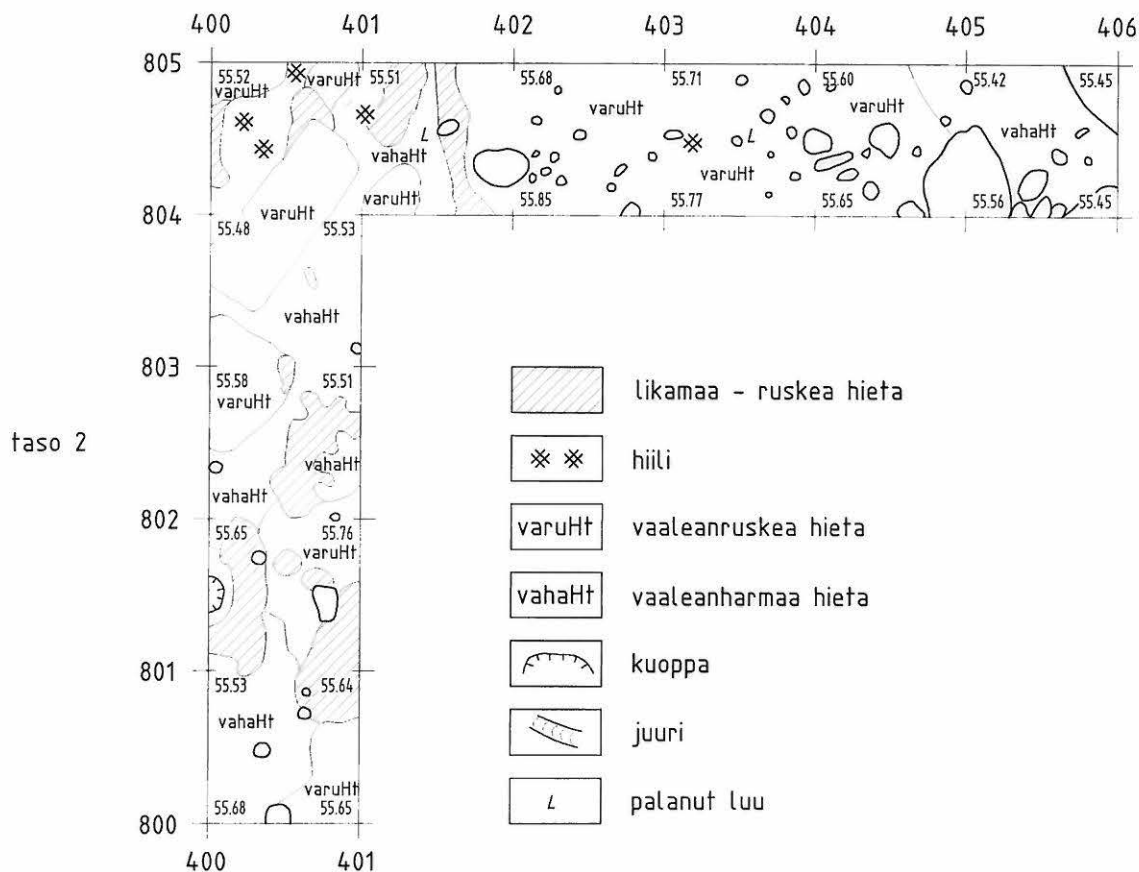 400 401 402 403 404 405 406
805
55.52 varuHt 55.51 55.68 55.71 55.60 55.42 55.45
varuHt varuHt varuHt
L L vahaHt
vahaHt
varuHt varuHt
varuHt 55.85 55.77 55.65 55.56 55.45
804
55.48 55.53
vahaHt
803
55.58 55.51
varuHt
taso 2
vahaHt
vahaHt
802
55.65 55.76
varuHt
801
55.53 55.64
vahaHt
varuHt
55.68 55.65
800
400 401
likamaa - ruskea hieta
hiili
varuHt vaaleanruskea hieta
vahaHt vaaleanharmaa hieta
kuoppa
juuri
L palanut luu